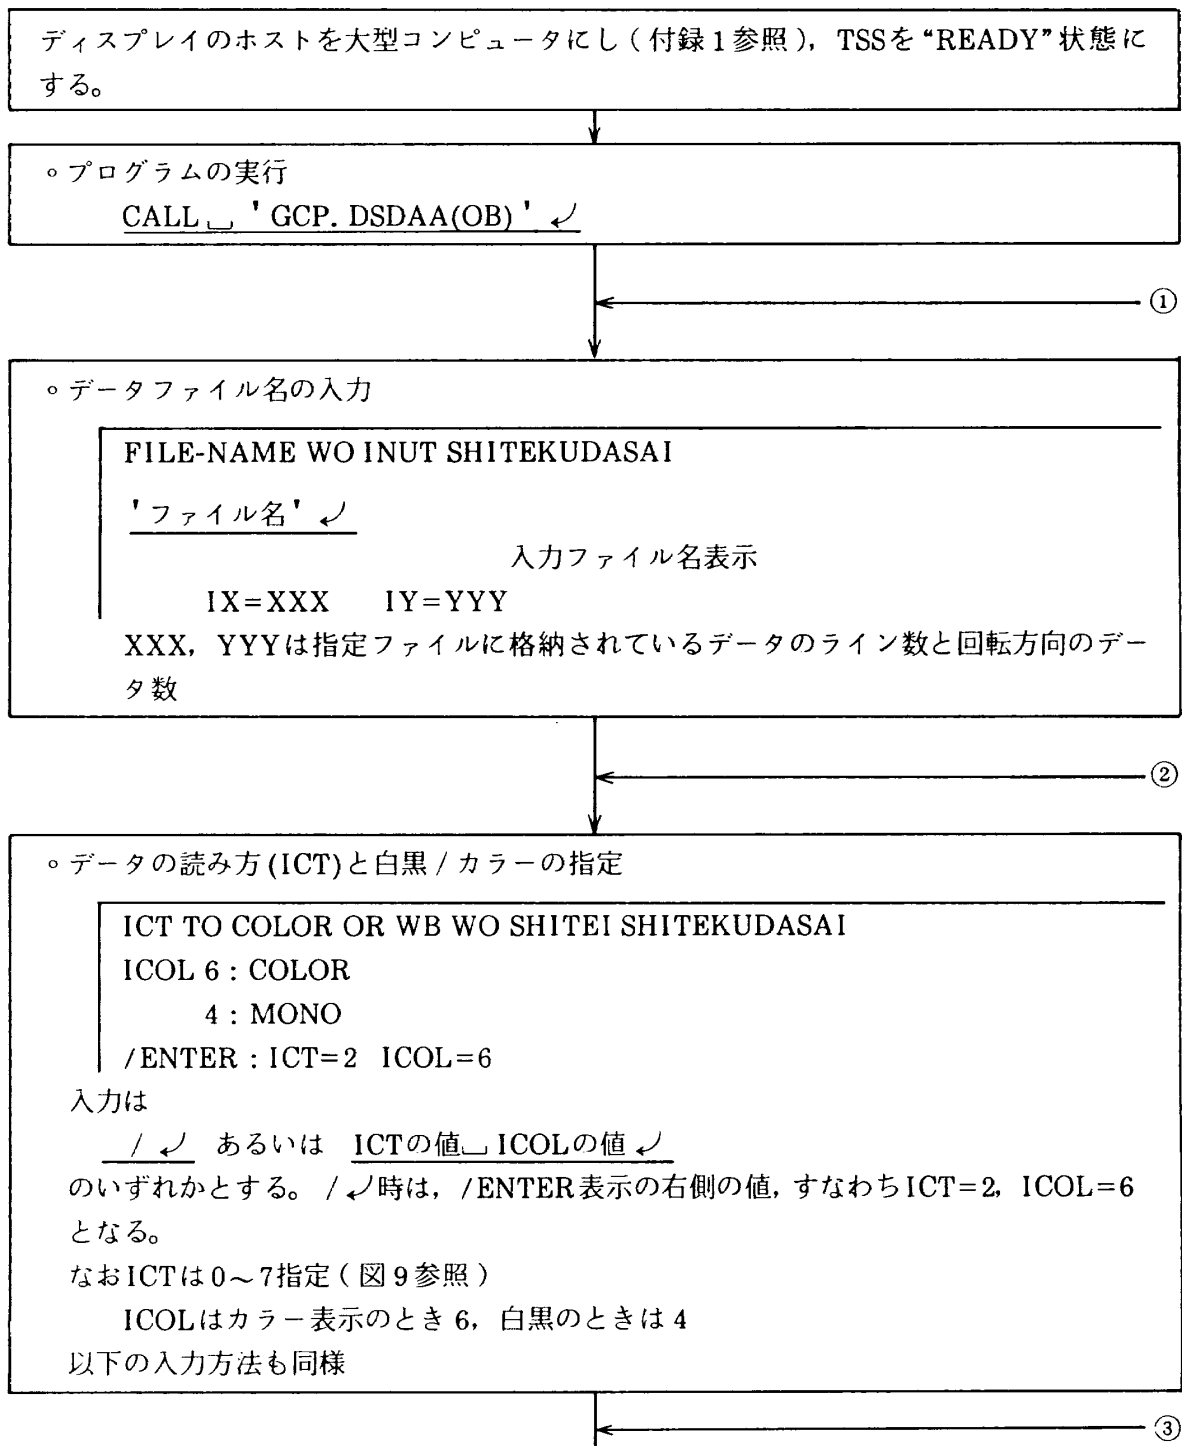 ディスプレイのホストを大型コンピュータにし(付録1参照), TSSを“READY”状態に
する。
∘プログラムの実行
CALL␣'GCP. DSDAA(OB)'↲
①
∘データファイル名の入力
FILE-NAME WO INUT SHITEKUDASAI
'ファイル名'↲
入力ファイル名表示
IX=XXX IY=YYY
XXX, YYYは指定ファイルに格納されているデータのライン数と回転方向のデー
タ数
②
∘データの読み方(ICT)と白黒/カラーの指定
ICT TO COLOR OR WB WO SHITEI SHITEKUDASAI
ICOL 6 : COLOR
4 : MONO
/ENTER : ICT=2 ICOL=6
入力は
/↲ あるいは ICTの値␣ICOLの値↲
のいずれかとする。/↲時は, /ENTER表示の右側の値, すなわちICT=2, ICOL=6
となる。
なおICTは0~7指定(図9参照)
ICOLはカラー表示のとき6, 白黒のときは4
以下の入力方法も同様
③